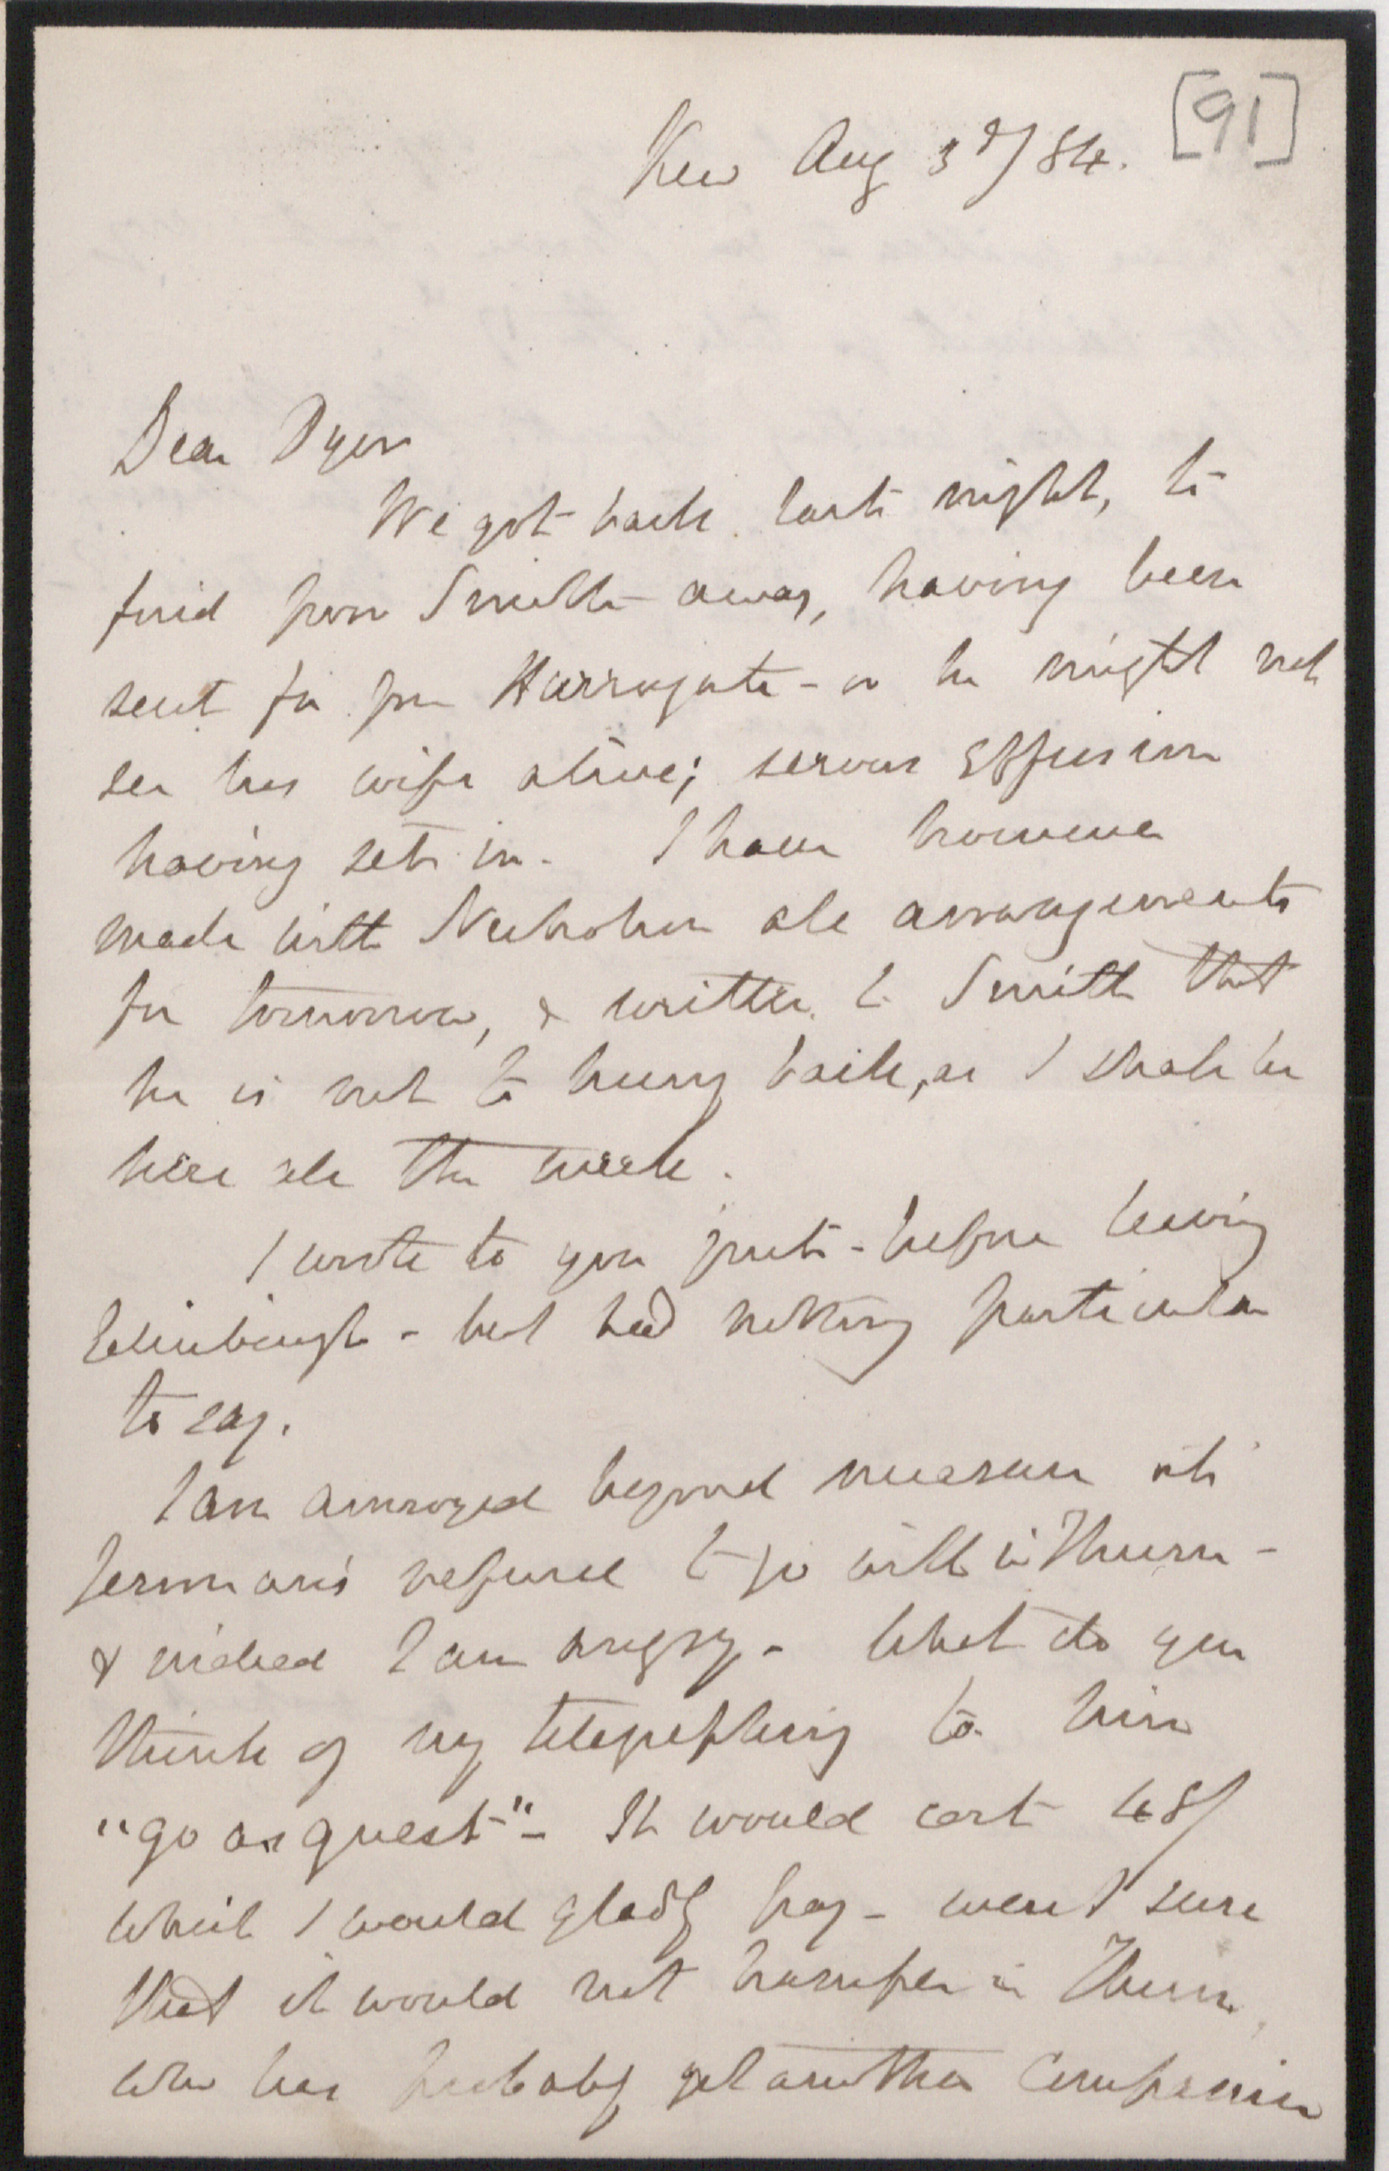 [91]
Kew Aug 3d/84.
Dear Dyer
We got back last night, to
find poor Smith away, having been
sent for from Harrogate - or he might not
see his wife alive; serous effusion
having set in. I have however
made with Nicholson all arrangements
for tomorrow, & written to Smith that
he is not to hurry back, as I shall be
here all the week.
I wrote to you just before leaving
Edinburgh - but had nothing particular
to say.
I am annoyed beyond measure at
Jenman's refusal to go with im Thurn -
& indeed I am angry - What do you
think of my telegraphing to him
"go as guest" - It would cost 48/
which I would gladly pay - were I sure
that it would not hamper im Thurn,
who has probably got another companion